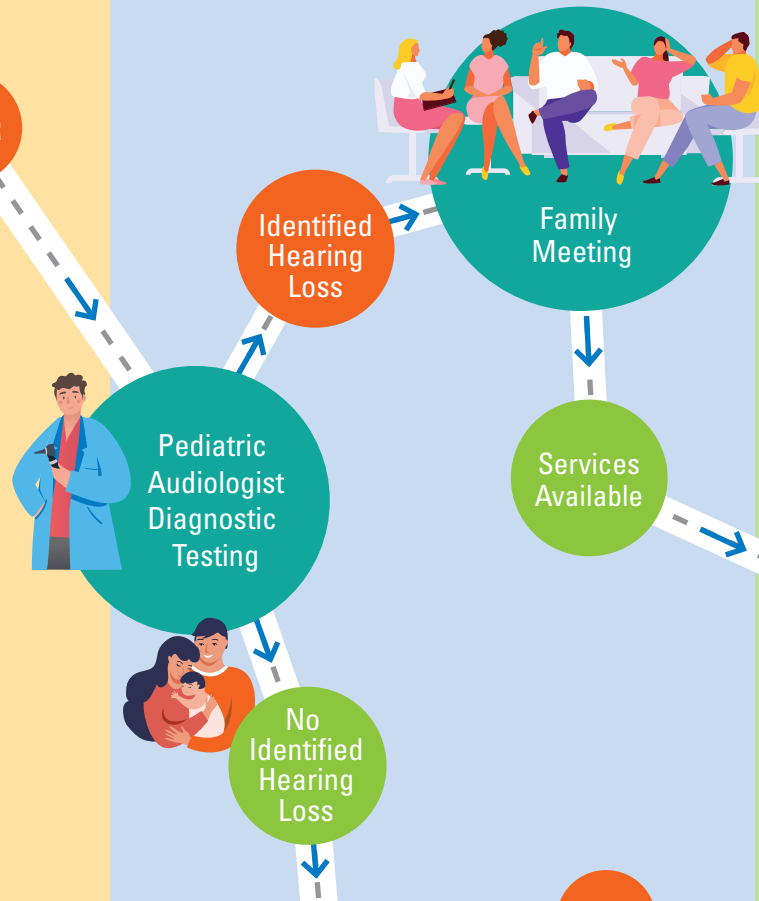 Identified
Hearing
Loss
Family
Meeting
Pediatric
Audiologist
Diagnostic
Testing
Services
Available
No
Identified
Hearing
Loss